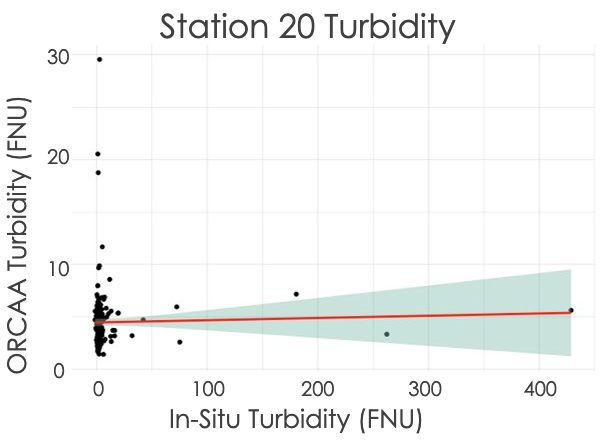 Station 20 Turbidity
ORCAA Turbidity (FNU)
30
20
10
0
0 100 200 300 400
In-Situ Turbidity (FNU)